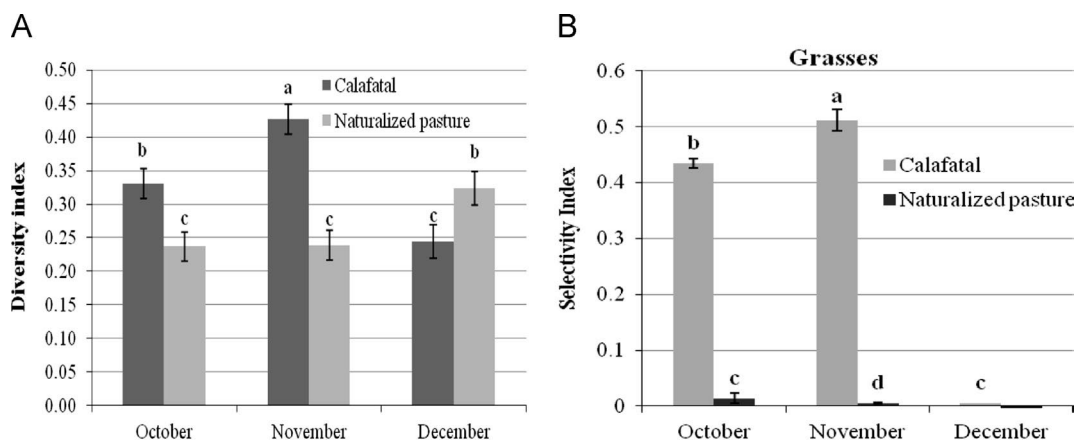 A
B
Grasses
0.50
0.45
0.40
0.35
0.30
0.25
0.20
0.15
0.10
0.05
0.00
Diversity index
Calafatal
Naturalized pasture
b
c
a
c
c
b
October
November
December
0.6
0.5
0.4
0.3
0.2
0.1
0
Selectivity Index
Calafatal
Naturalized pasture
b
c
a
d
c
October
November
December